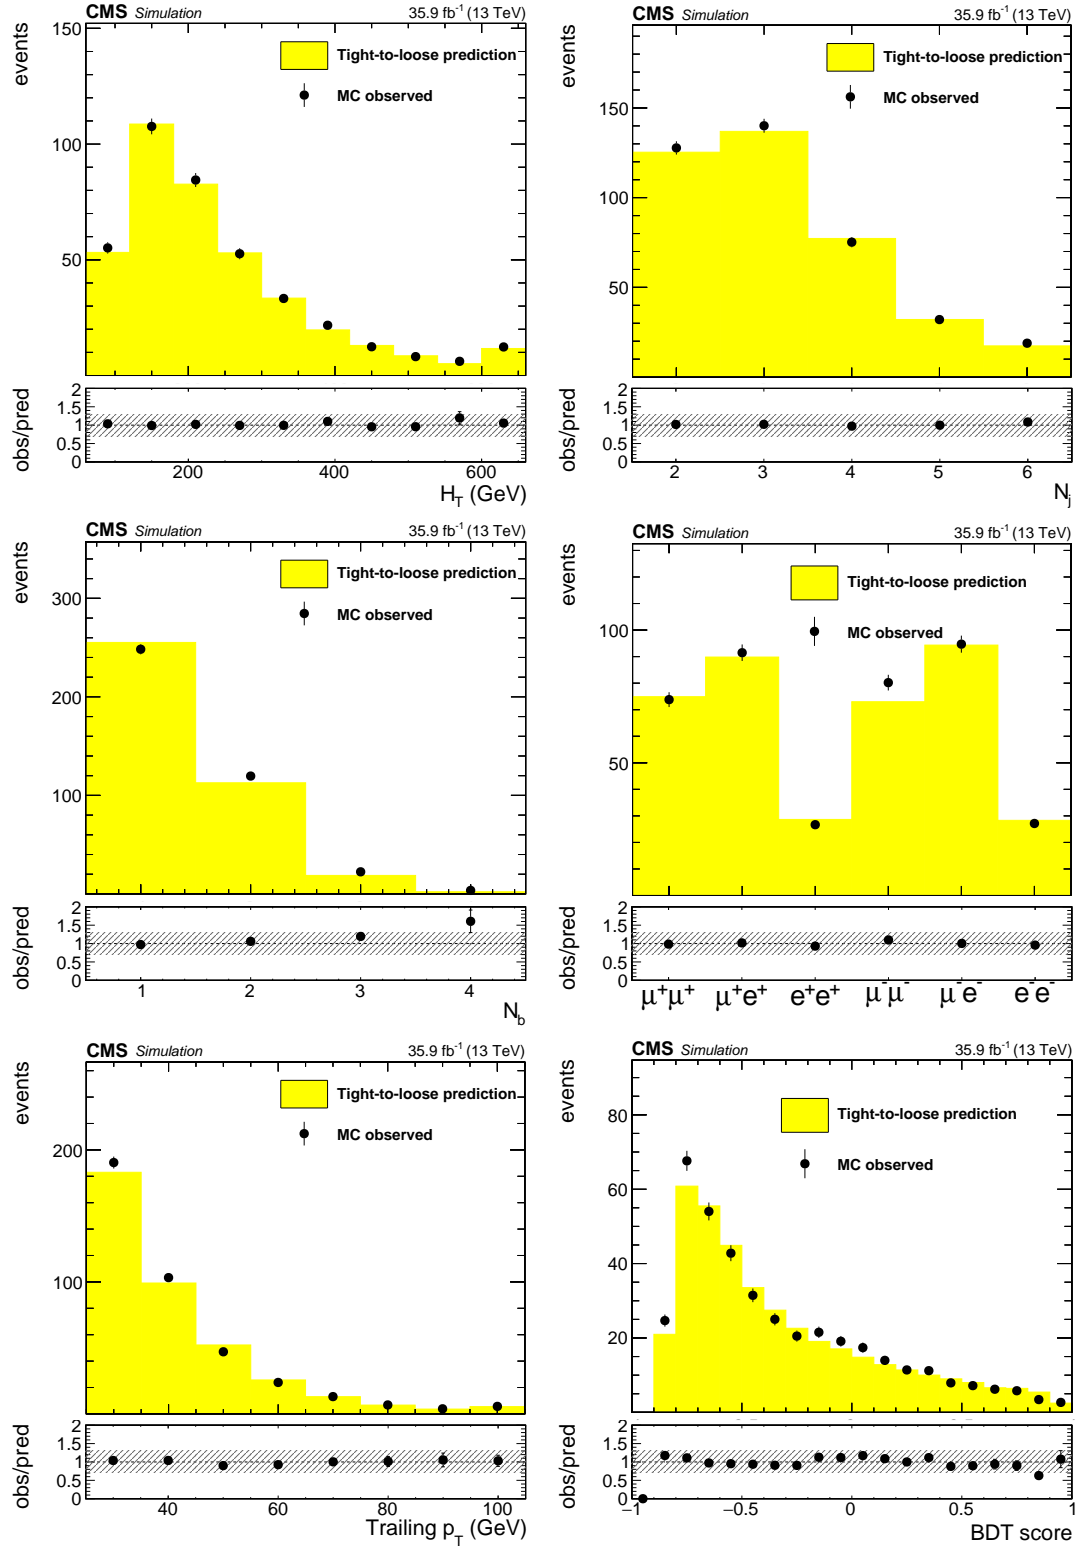 CMS Simulation 35.9 fb⁻¹ (13 TeV)
events
150
100
50
Tight-to-loose prediction
MC observed
obs/pred
2
1.5
1
0.5
0
200 400 600
H_T (GeV)
CMS Simulation 35.9 fb⁻¹ (13 TeV)
events
150
100
50
Tight-to-loose prediction
MC observed
obs/pred
2
1.5
1
0.5
0
2 3 4 5 6
N_j
CMS Simulation 35.9 fb⁻¹ (13 TeV)
events
300
200
100
Tight-to-loose prediction
MC observed
obs/pred
2
1.5
1
0.5
0
1 2 3 4
N_b
CMS Simulation 35.9 fb⁻¹ (13 TeV)
events
100
50
Tight-to-loose prediction
MC observed
obs/pred
2
1.5
1
0.5
0
μ⁺μ⁺ μ⁺e⁺ e⁺e⁺ μ⁻μ⁻ μ⁻e⁻ e⁻e⁻
CMS Simulation 35.9 fb⁻¹ (13 TeV)
events
200
100
Tight-to-loose prediction
MC observed
obs/pred
2
1.5
1
0.5
0
40 60 80 100
Trailing p_T (GeV)
CMS Simulation 35.9 fb⁻¹ (13 TeV)
events
80
60
40
20
Tight-to-loose prediction
MC observed
obs/pred
2
1.5
1
0.5
0
−1 −0.5 0 0.5 1
BDT score